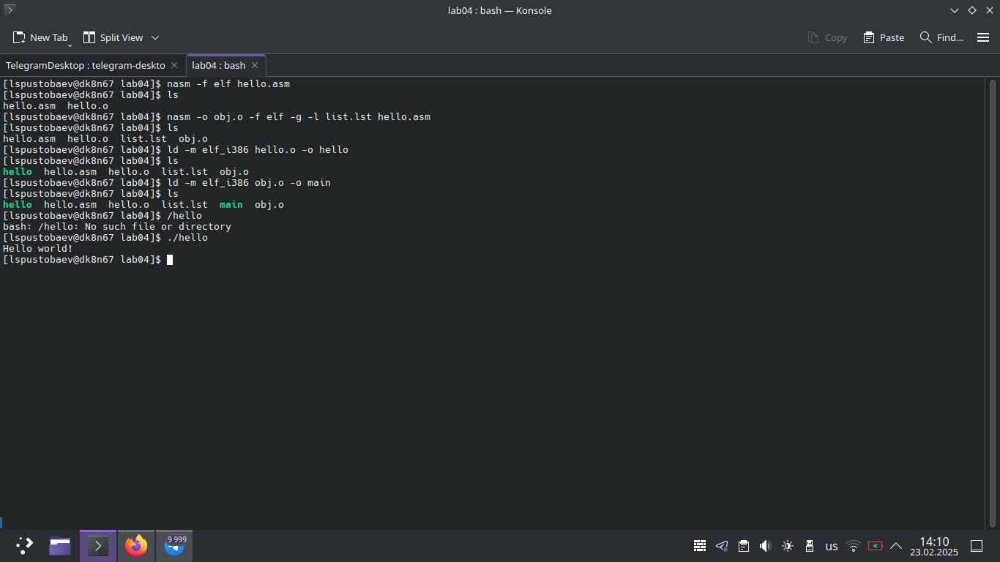 lab04 : bash — Konsole
New Tab Split View Copy Paste Find...
TelegramDesktop : telegram-deskto lab04 : bash
[lspustobaev@dk8n67 lab04]$ nasm -f elf hello.asm
[lspustobaev@dk8n67 lab04]$ ls
hello.asm  hello.o
[lspustobaev@dk8n67 lab04]$ nasm -o obj.o -f elf -g -l list.lst hello.asm
[lspustobaev@dk8n67 lab04]$ ls
hello.asm  hello.o  list.lst  obj.o
[lspustobaev@dk8n67 lab04]$ ld -m elf_i386 hello.o -o hello
[lspustobaev@dk8n67 lab04]$ ls
hello  hello.asm  hello.o  list.lst  obj.o
[lspustobaev@dk8n67 lab04]$ ld -m elf_i386 obj.o -o main
[lspustobaev@dk8n67 lab04]$ ls
hello  hello.asm  hello.o  list.lst  main  obj.o
[lspustobaev@dk8n67 lab04]$ /hello
bash: /hello: No such file or directory
[lspustobaev@dk8n67 lab04]$ ./hello
Hello world!
[lspustobaev@dk8n67 lab04]$
9 999
us
14:10
23.02.2025